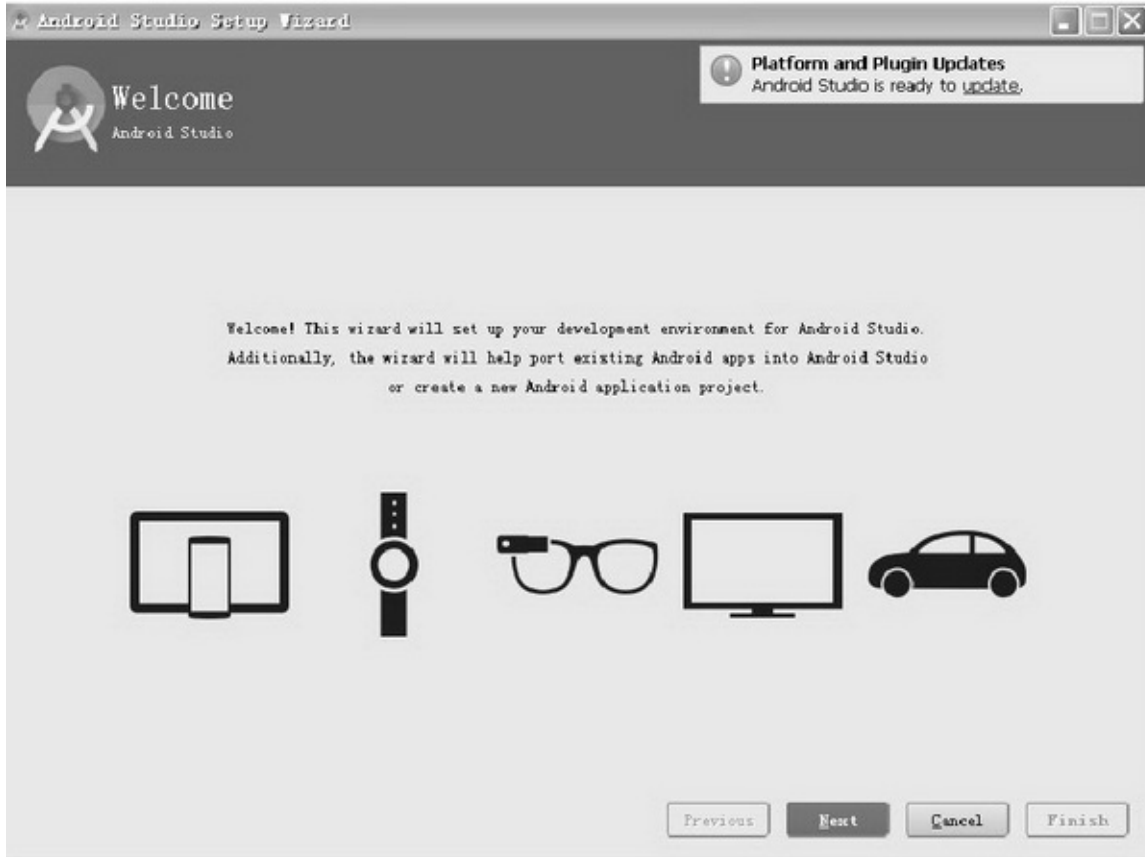 Android Studio Setup Wizard
Welcome
Android Studio
Platform and Plugin Updates
Android Studio is ready to update.
Welcome! This wizard will set up your development environment for Android Studio.
Additionally, the wizard will help port existing Android apps into Android Studio
or create a new Android application project.
Previous
Next
Cancel
Finish